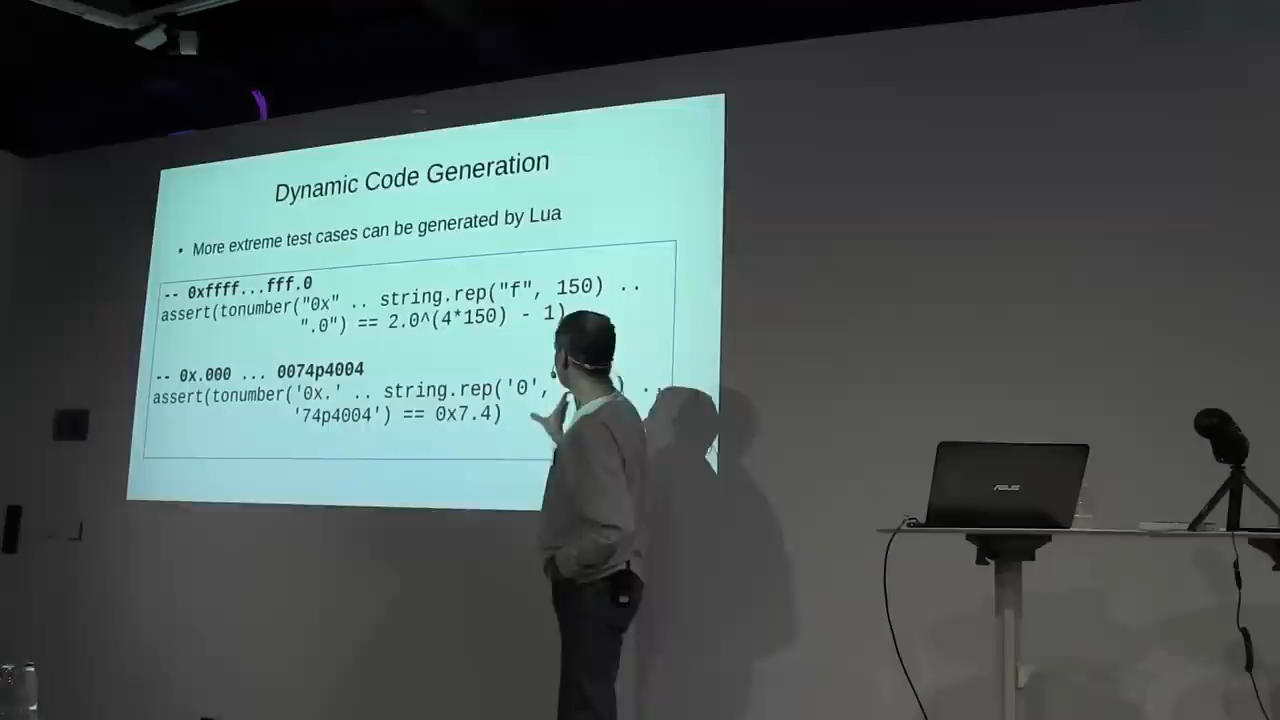 Dynamic Code Generation
• More extreme test cases can be generated by Lua
-- 0xffff...fff.0
assert(tonumber("0x" .. string.rep("f", 150) ..
".0") == 2.0^(4*150) - 1)
-- 0x.000 ... 0074p4004
assert(tonumber('0x.' .. string.rep('0', ) ..
'74p4004') == 0x7.4)
ASUS